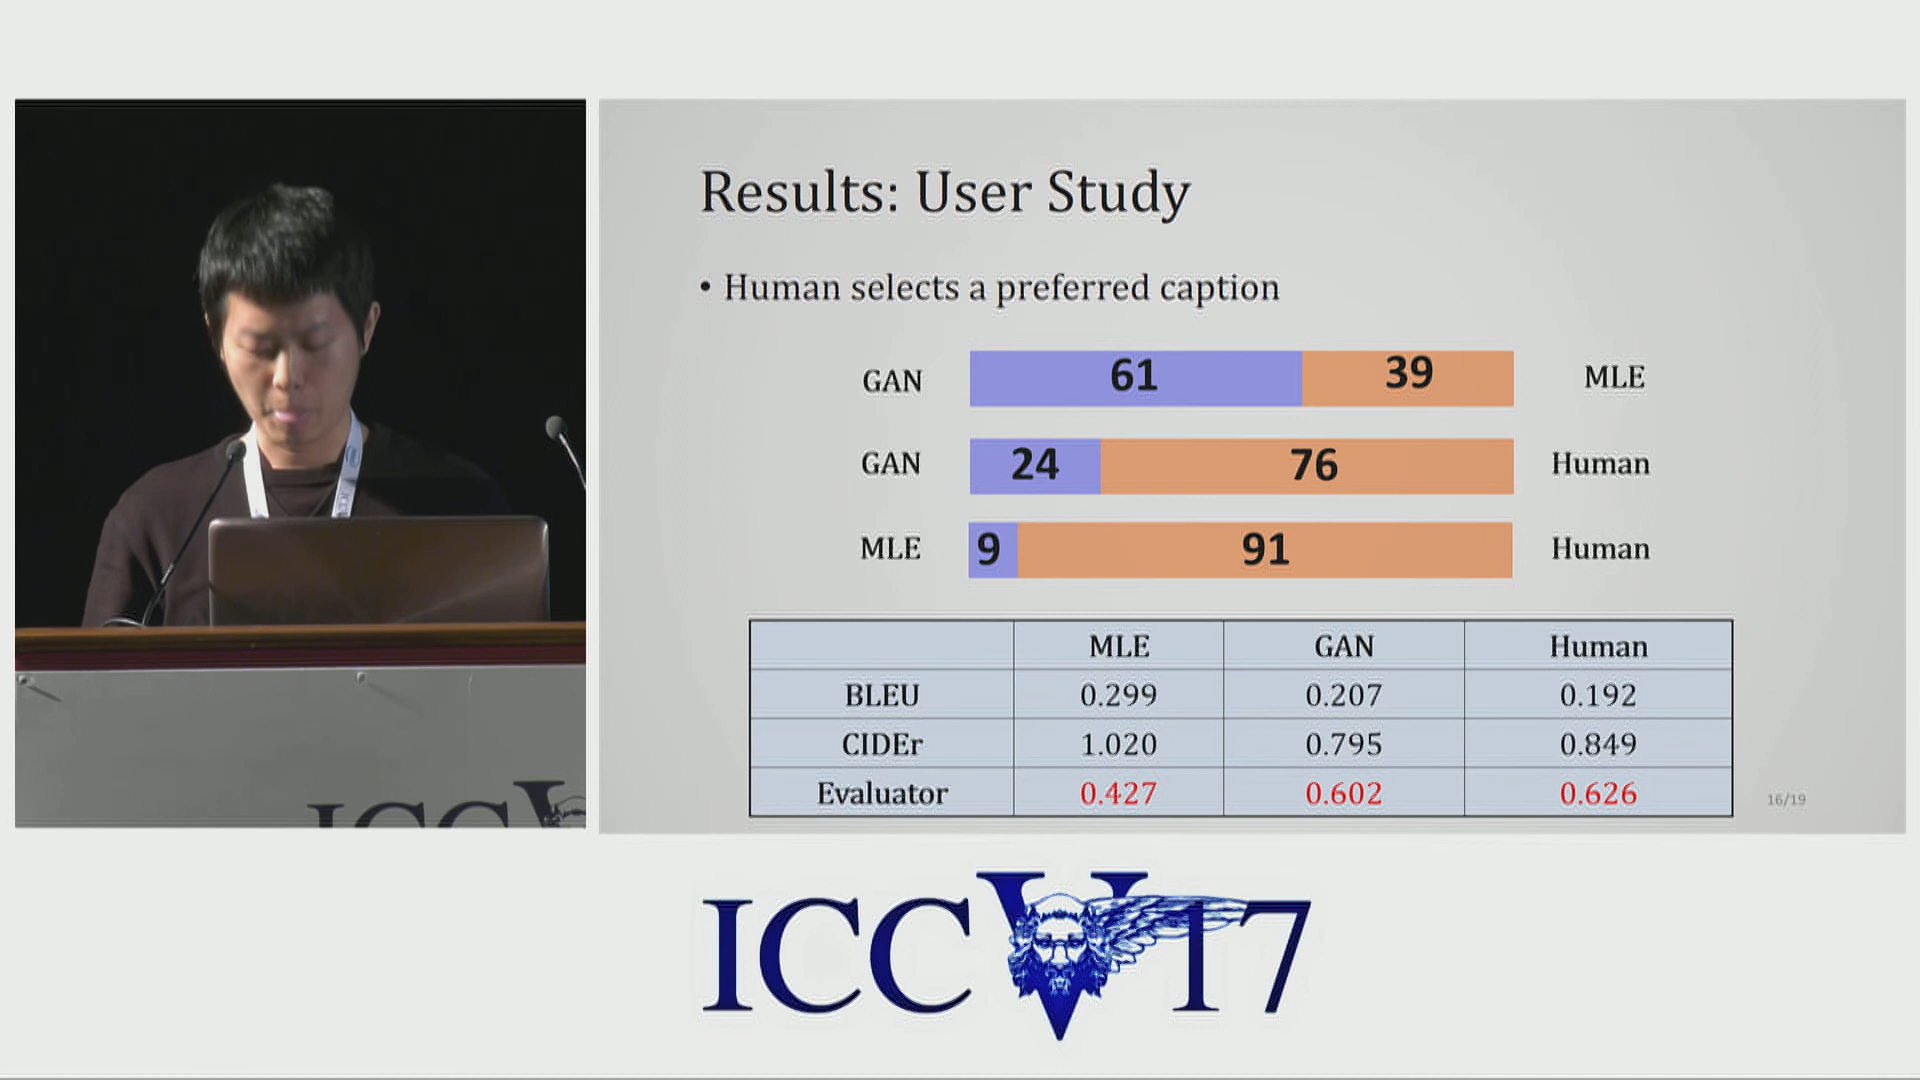 Results: User Study
• Human selects a preferred caption
GAN 61 39 MLE
GAN 24 76 Human
MLE 9 91 Human
MLE GAN Human
BLEU 0.299 0.207 0.192
CIDEr 1.020 0.795 0.849
Evaluator 0.427 0.602 0.626
16/19
ICCV
ICCV17